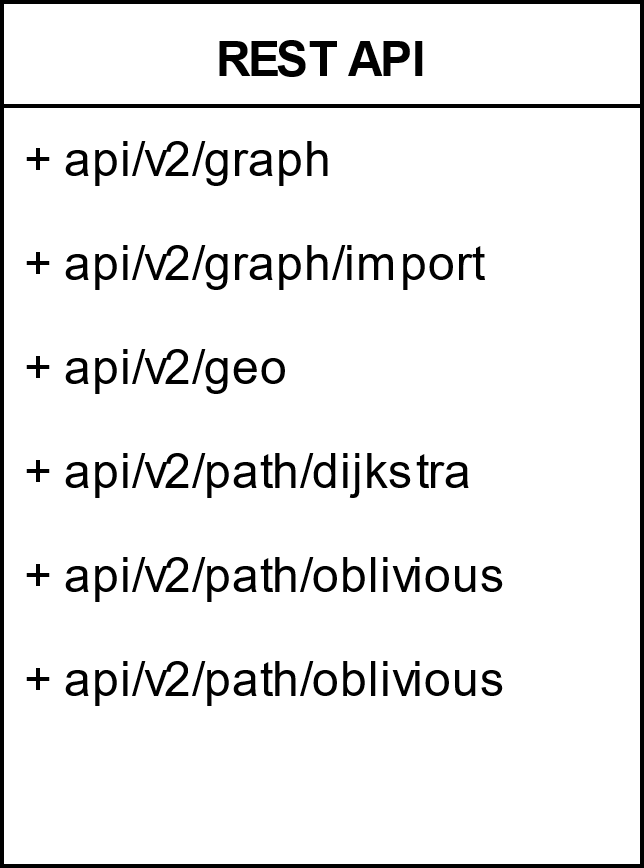 REST API
+ api/v2/graph
+ api/v2/graph/import
+ api/v2/geo
+ api/v2/path/dijkstra
+ api/v2/path/oblivious
+ api/v2/path/oblivious